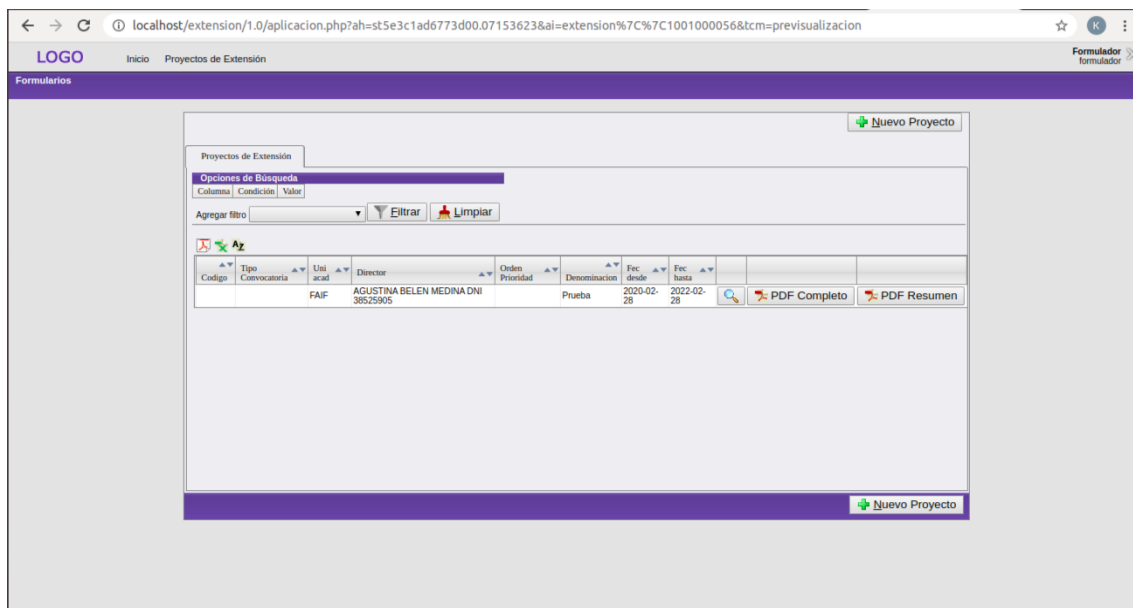 localhost/extension/1.0/aplicacion.php?ah=st5e3c1ad6773d00.07153623&ai=extension%7C%7C1001000056&tcm=previsualizacion
K
LOGO Inicio Proyectos de Extensión Formulador
formulador
Formularios
Nuevo Proyecto
Proyectos de Extensión
Opciones de Búsqueda
Columna Condición Valor
Agregar filtro Filtrar Limpiar
AZ
Codigo Tipo Convocatoria Uni acad Director Orden Prioridad Denominacion Fec desde Fec hasta
FAIF AGUSTINA BELEN MEDINA DNI 38525905 Prueba 2020-02-28 2022-02-28 PDF Completo PDF Resumen
Nuevo Proyecto